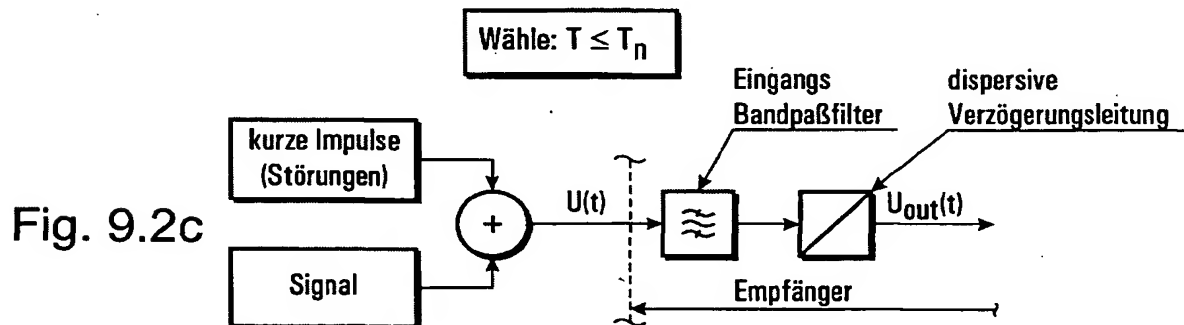 Wähle: T ≤ Tn
Eingangs
Bandpaßfilter
dispersive
Verzögerungsleitung
kurze Impulse
(Störungen)
+
U(t)
Uout(t)
Fig. 9.2c
Signal
Empfänger